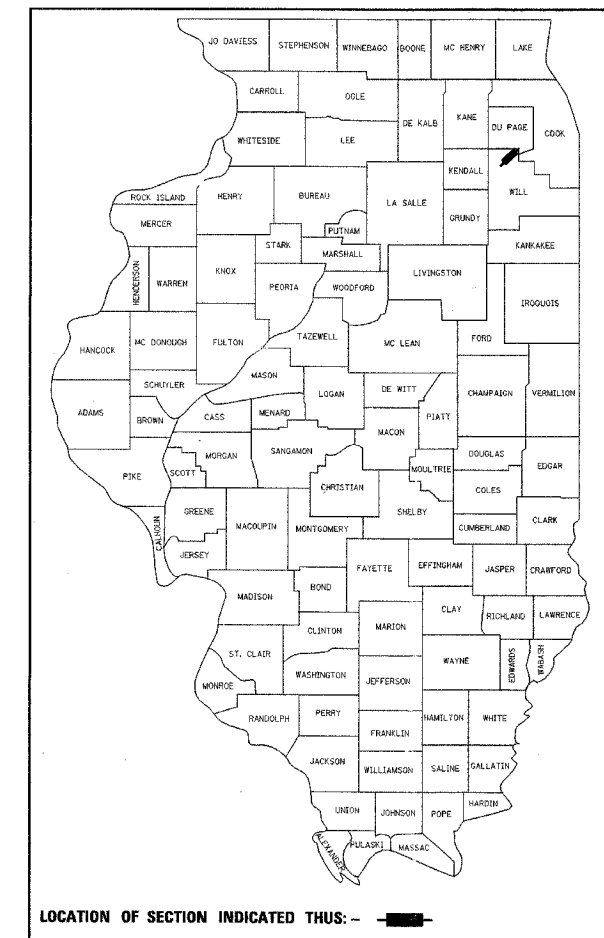 JO DAVIESS STEPHENSON WINNEBAGO BOONE MC HENRY LAKE
CARROLL OGLE DE KALB KANE DU PAGE COOK
WHITESIDE LEE KENDALL WILL
ROCK ISLAND HENRY BUREAU LA SALLE GRUNDY
MERCER PUTNAM KANKAKEE
STARK MARSHALL LIVINGSTON
HENDERSON WARREN KNOX PEORIA WOODFORD IROQUOIS
HANCOCK MC DONOUGH FULTON TAZEWELL MC LEAN FORD
SCHUYLER MASON LOGAN DE WITT CHAMPAIGN VERMILION
ADAMS BROWN CASS MENARD MACON PIATT
PIKE SCOTT MORGAN SANGAMON CHRISTIAN MOULTRIE DOUGLAS EDGAR
COLES
CALHOUN GREENE MACOUPIN MONTGOMERY SHELBY CUMBERLAND CLARK
JERSEY FAYETTE EFFINGHAM JASPER CRAWFORD
MADISON BOND CLAY RICHLAND LAWRENCE
CLINTON MARION
ST. CLAIR WASHINGTON JEFFERSON WAYNE EDWARDS WABASH
MONROE
RANDOLPH PERRY FRANKLIN HAMILTON WHITE
JACKSON WILLIAMSON SALINE GALLATIN
UNION JOHNSON POPE HARDIN
ALEXANDER PULASKI MASSAC
LOCATION OF SECTION INDICATED THUS: –